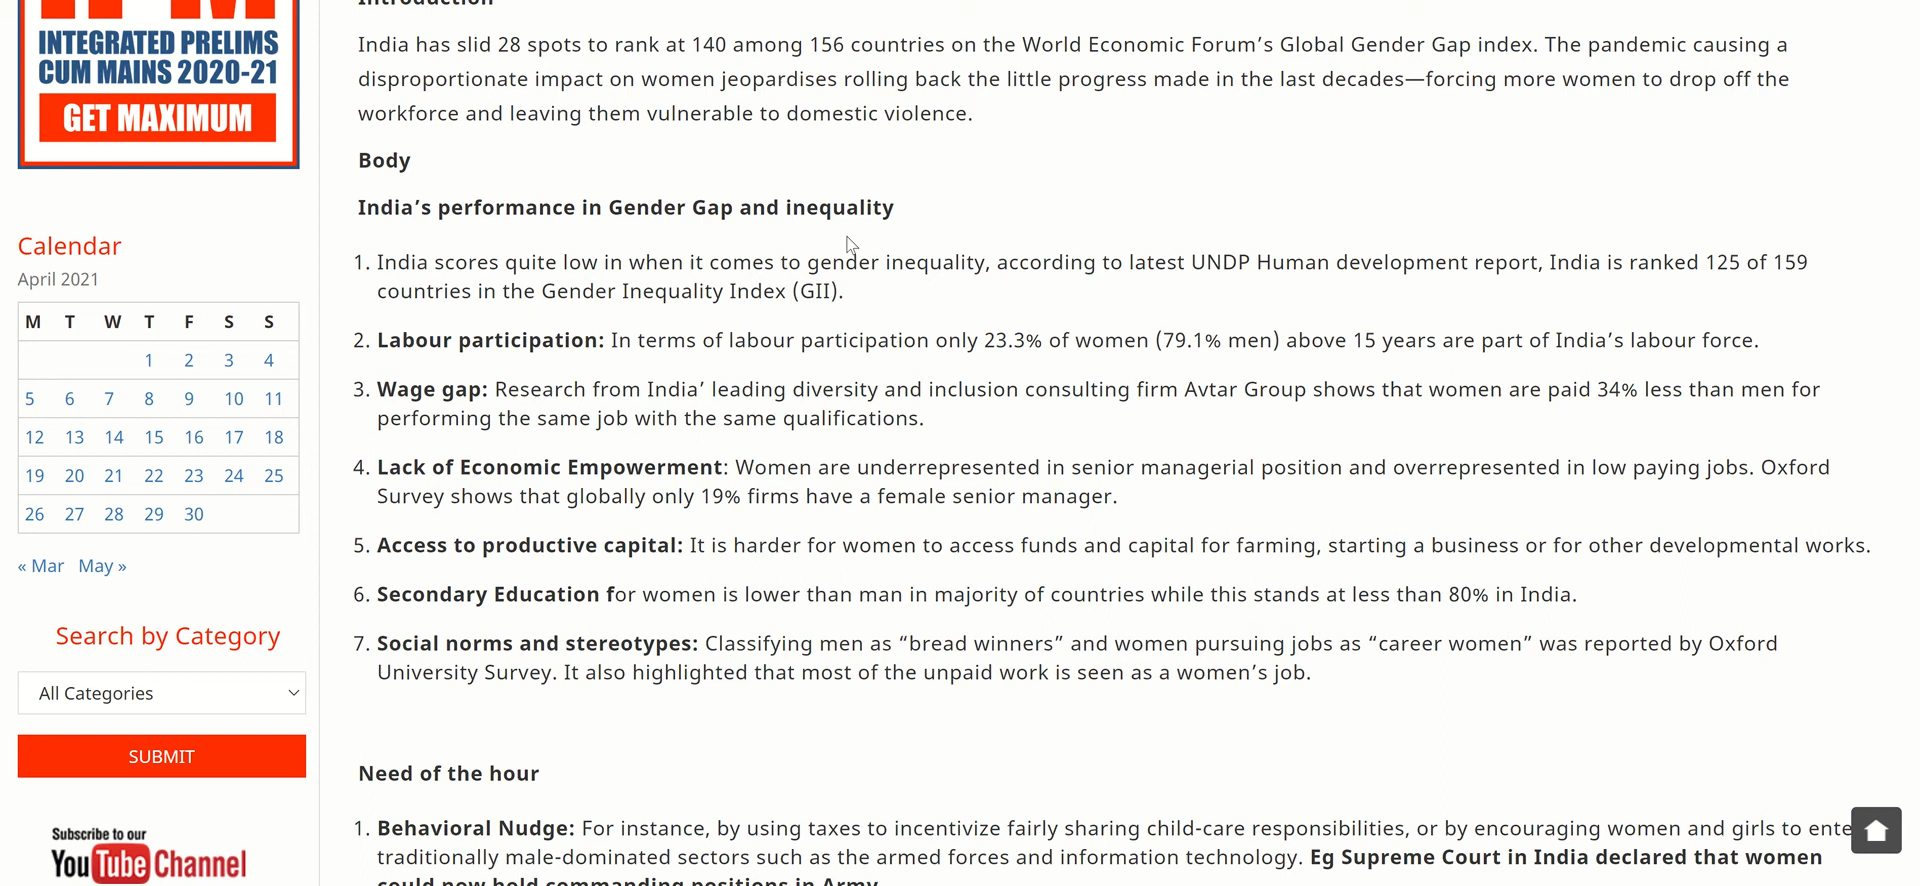 INTEGRATED PRELIMS
CUM MAINS 2020-21
GET MAXIMUM
Calendar
April 2021
M T W T F S S
1 2 3 4
5 6 7 8 9 10 11
12 13 14 15 16 17 18
19 20 21 22 23 24 25
26 27 28 29 30
« Mar May »
Search by Category
All Categories
SUBMIT
Subscribe to our
YouTube Channel
Introduction
India has slid 28 spots to rank at 140 among 156 countries on the World Economic Forum’s Global Gender Gap index. The pandemic causing a
disproportionate impact on women jeopardises rolling back the little progress made in the last decades—forcing more women to drop off the
workforce and leaving them vulnerable to domestic violence.
Body
India’s performance in Gender Gap and inequality
1. India scores quite low in when it comes to gender inequality, according to latest UNDP Human development report, India is ranked 125 of 159
countries in the Gender Inequality Index (GII).
2. Labour participation: In terms of labour participation only 23.3% of women (79.1% men) above 15 years are part of India’s labour force.
3. Wage gap: Research from India’ leading diversity and inclusion consulting firm Avtar Group shows that women are paid 34% less than men for
performing the same job with the same qualifications.
4. Lack of Economic Empowerment: Women are underrepresented in senior managerial position and overrepresented in low paying jobs. Oxford
Survey shows that globally only 19% firms have a female senior manager.
5. Access to productive capital: It is harder for women to access funds and capital for farming, starting a business or for other developmental works.
6. Secondary Education for women is lower than man in majority of countries while this stands at less than 80% in India.
7. Social norms and stereotypes: Classifying men as “bread winners” and women pursuing jobs as “career women” was reported by Oxford
University Survey. It also highlighted that most of the unpaid work is seen as a women’s job.
Need of the hour
1. Behavioral Nudge: For instance, by using taxes to incentivize fairly sharing child-care responsibilities, or by encouraging women and girls to ente
traditionally male-dominated sectors such as the armed forces and information technology. Eg Supreme Court in India declared that women
could now hold commanding positions in Army